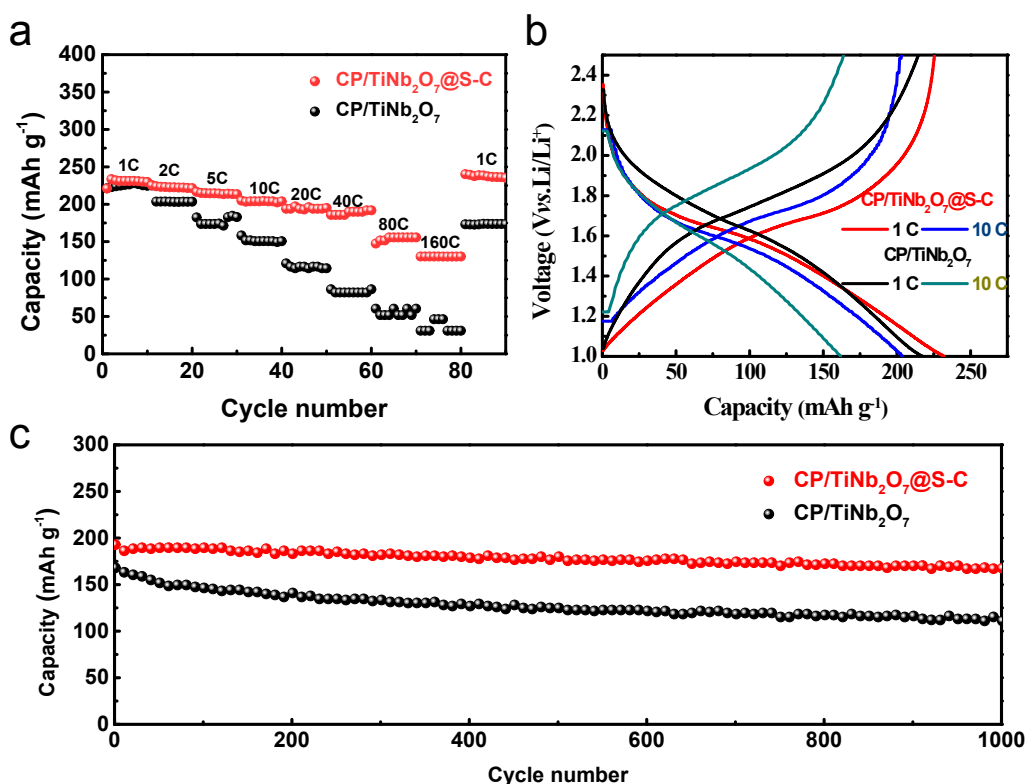 a
400
350
300
250
200
150
100
50
0
Capacity (mAh g⁻¹)
CP/TiNb₂O₇@S-C
CP/TiNb₂O₇
1C
2C
5C
10C
20C
40C
80C
160C
1C
0 20 40 60 80
Cycle number
b
2.4
2.2
2.0
1.8
1.6
1.4
1.2
1.0
Voltage (Vvs.Li/Li⁺)
CP/TiNb₂O₇@S-C
1 C 10 C
CP/TiNb₂O₇
1 C 10 C
0 50 100 150 200 250
Capacity (mAh g⁻¹)
c
300
250
200
150
100
50
0
Capacity (mAh g⁻¹)
CP/TiNb₂O₇@S-C
CP/TiNb₂O₇
0 200 400 600 800 1000
Cycle number